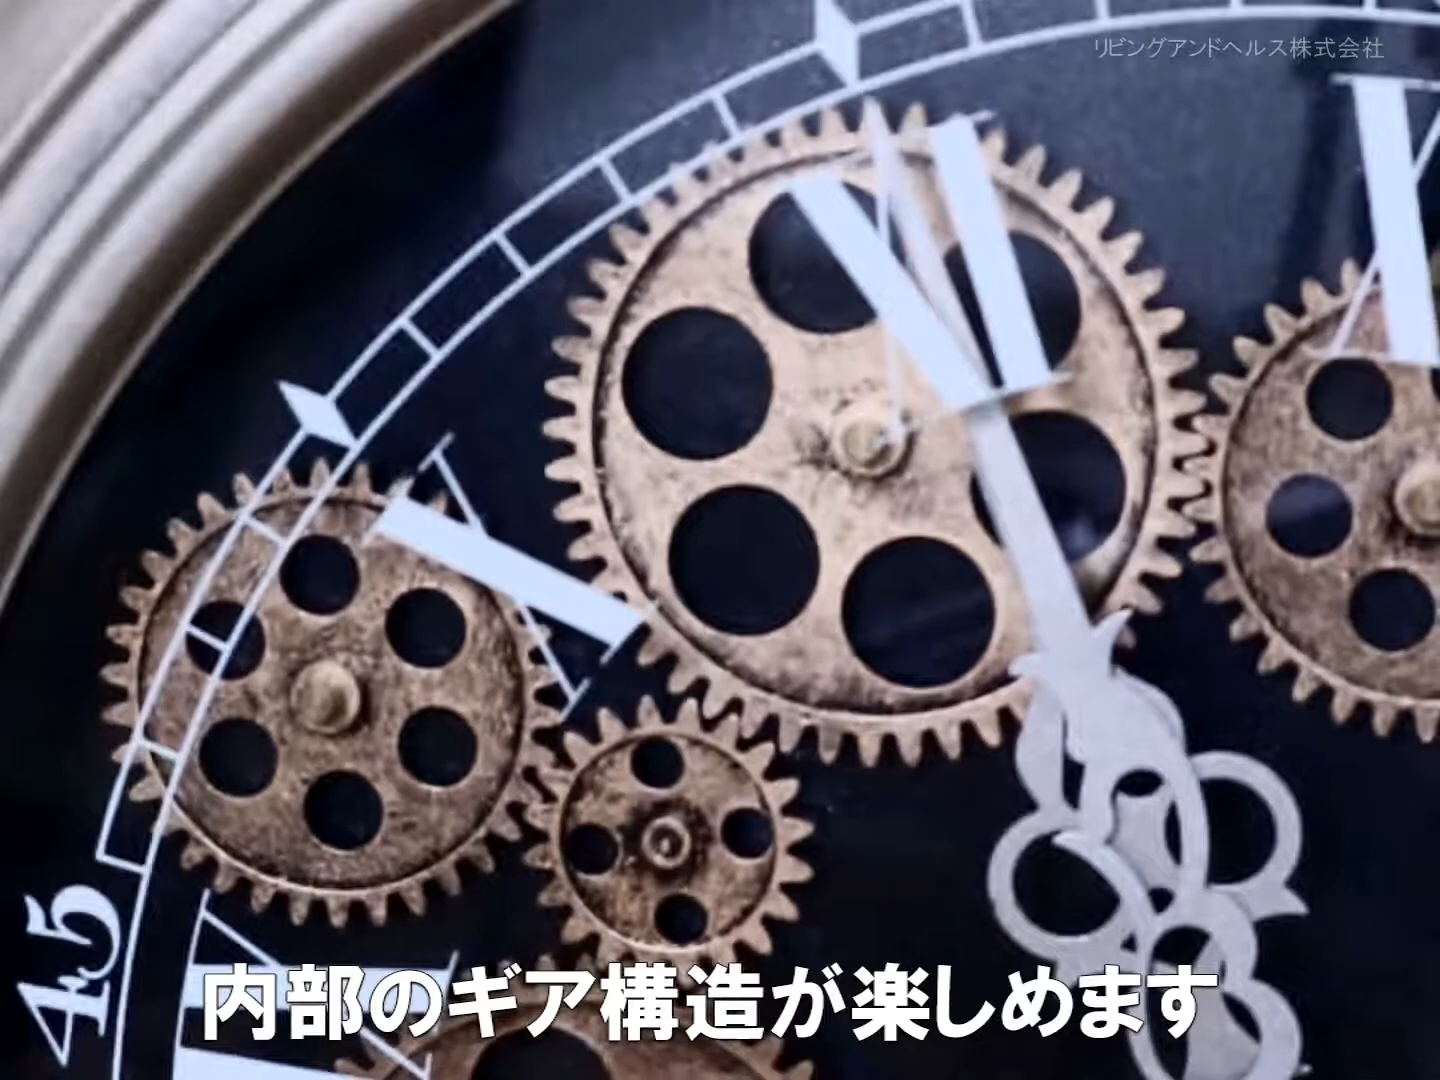 リビングアンドヘルス株式会社
45
内部のギア構造が楽しめます